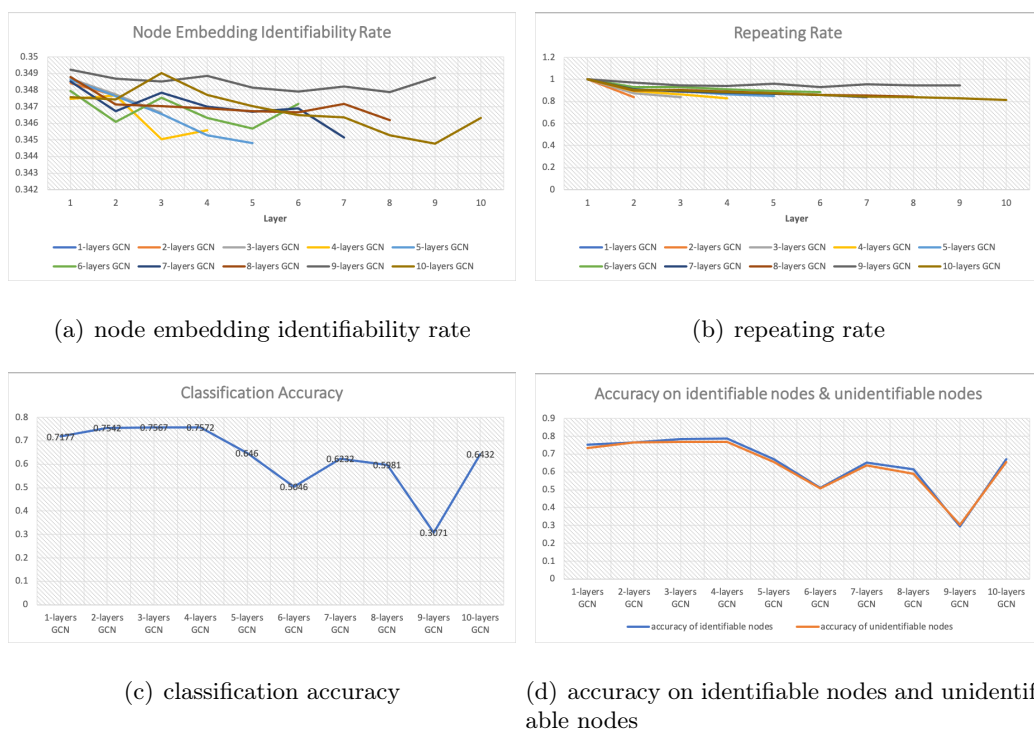 Node Embedding Identifiability Rate
0.35
0.349
0.348
0.347
0.346
0.345
0.344
0.343
0.342
1 2 3 4 5 6 7 8 9 10
Layer
1-layers GCN 2-layers GCN 3-layers GCN 4-layers GCN 5-layers GCN
6-layers GCN 7-layers GCN 8-layers GCN 9-layers GCN 10-layers GCN
(a) node embedding identifiability rate
Repeating Rate
1.2
1
0.8
0.6
0.4
0.2
0
1 2 3 4 5 6 7 8 9 10
Layer
1-layers GCN 2-layers GCN 3-layers GCN 4-layers GCN 5-layers GCN
6-layers GCN 7-layers GCN 8-layers GCN 9-layers GCN 10-layers GCN
(b) repeating rate
Classification Accuracy
0.8
0.7
0.6
0.5
0.4
0.3
0.2
0.1
0
0.7177 0.7542 0.7567 0.7572 0.646 0.5046 0.6232 0.5981 0.3071 0.6432
1-layers 2-layers 3-layers 4-layers 5-layers 6-layers 7-layers 8-layers 9-layers 10-layers
GCN GCN GCN GCN GCN GCN GCN GCN GCN GCN
(c) classification accuracy
Accuracy on identifiable nodes & unidentifiable nodes
0.9
0.8
0.7
0.6
0.5
0.4
0.3
0.2
0.1
0
1-layers 2-layers 3-layers 4-layers 5-layers 6-layers 7-layers 8-layers 9-layers 10-layers
GCN GCN GCN GCN GCN GCN GCN GCN GCN GCN
accuracy of identifiable nodes accuracy of unidentifiable nodes
(d) accuracy on identifiable nodes and unidentif
able nodes